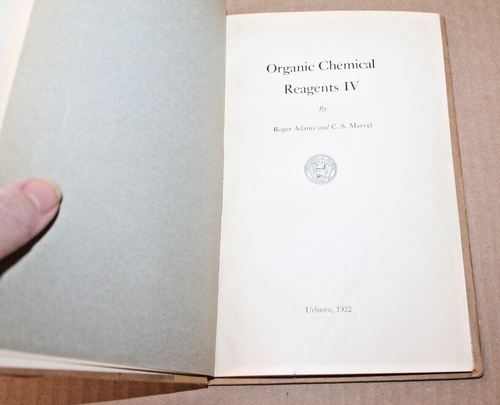 Organic Chemical
Reagents IV
By
Roger Adams and C. S. Marvel
Urbana, 1922